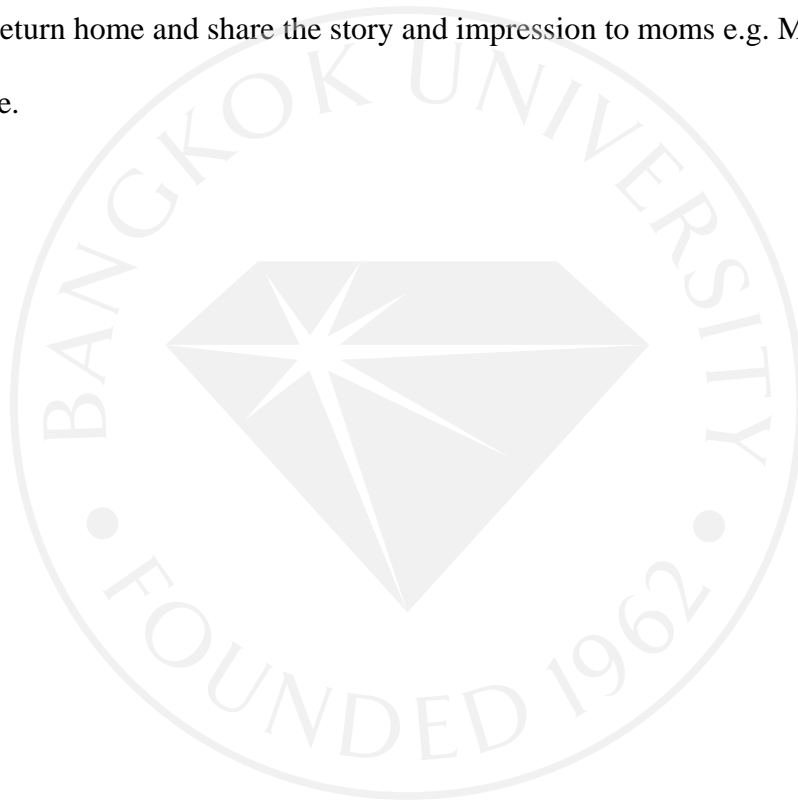 eturn home and share the story and impression to moms e.g. M
e.
BANGKOK UNIVERSITY
FOUNDED 1962